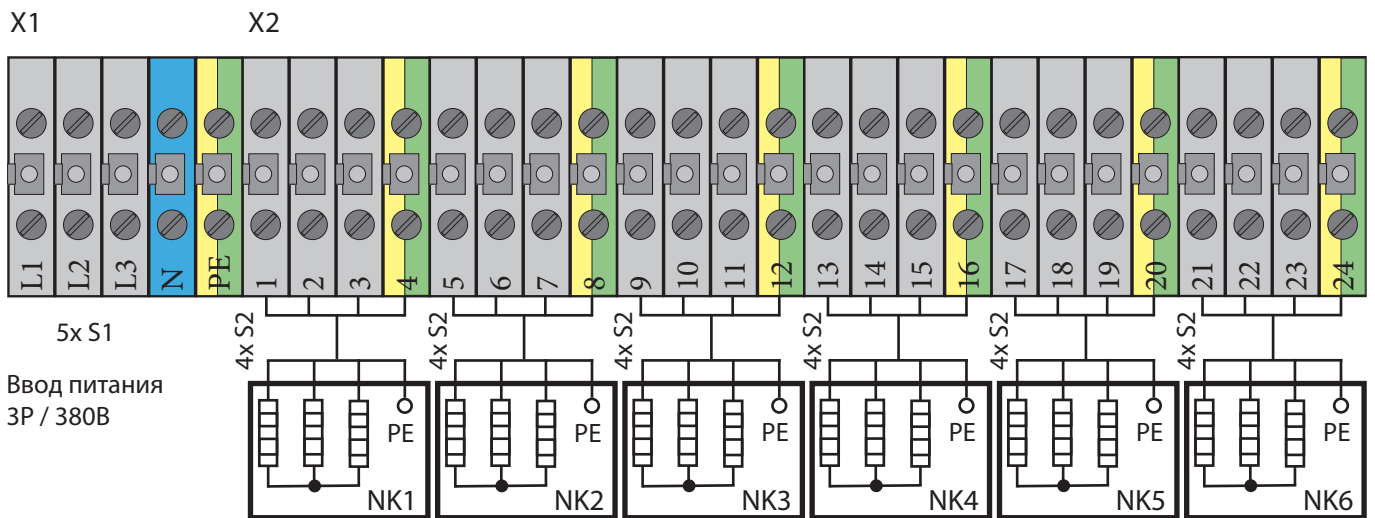 X1 X2
L1 L2 L3 N PE 1 2 3 4 5 6 7 8 9 10 11 12 13 14 15 16 17 18 19 20 21 22 23 24
5x S1 4x S2 4x S2 4x S2 4x S2 4x S2 4x S2
Ввод питания
3P / 380В
PE PE PE PE PE PE
NK1 NK2 NK3 NK4 NK5 NK6